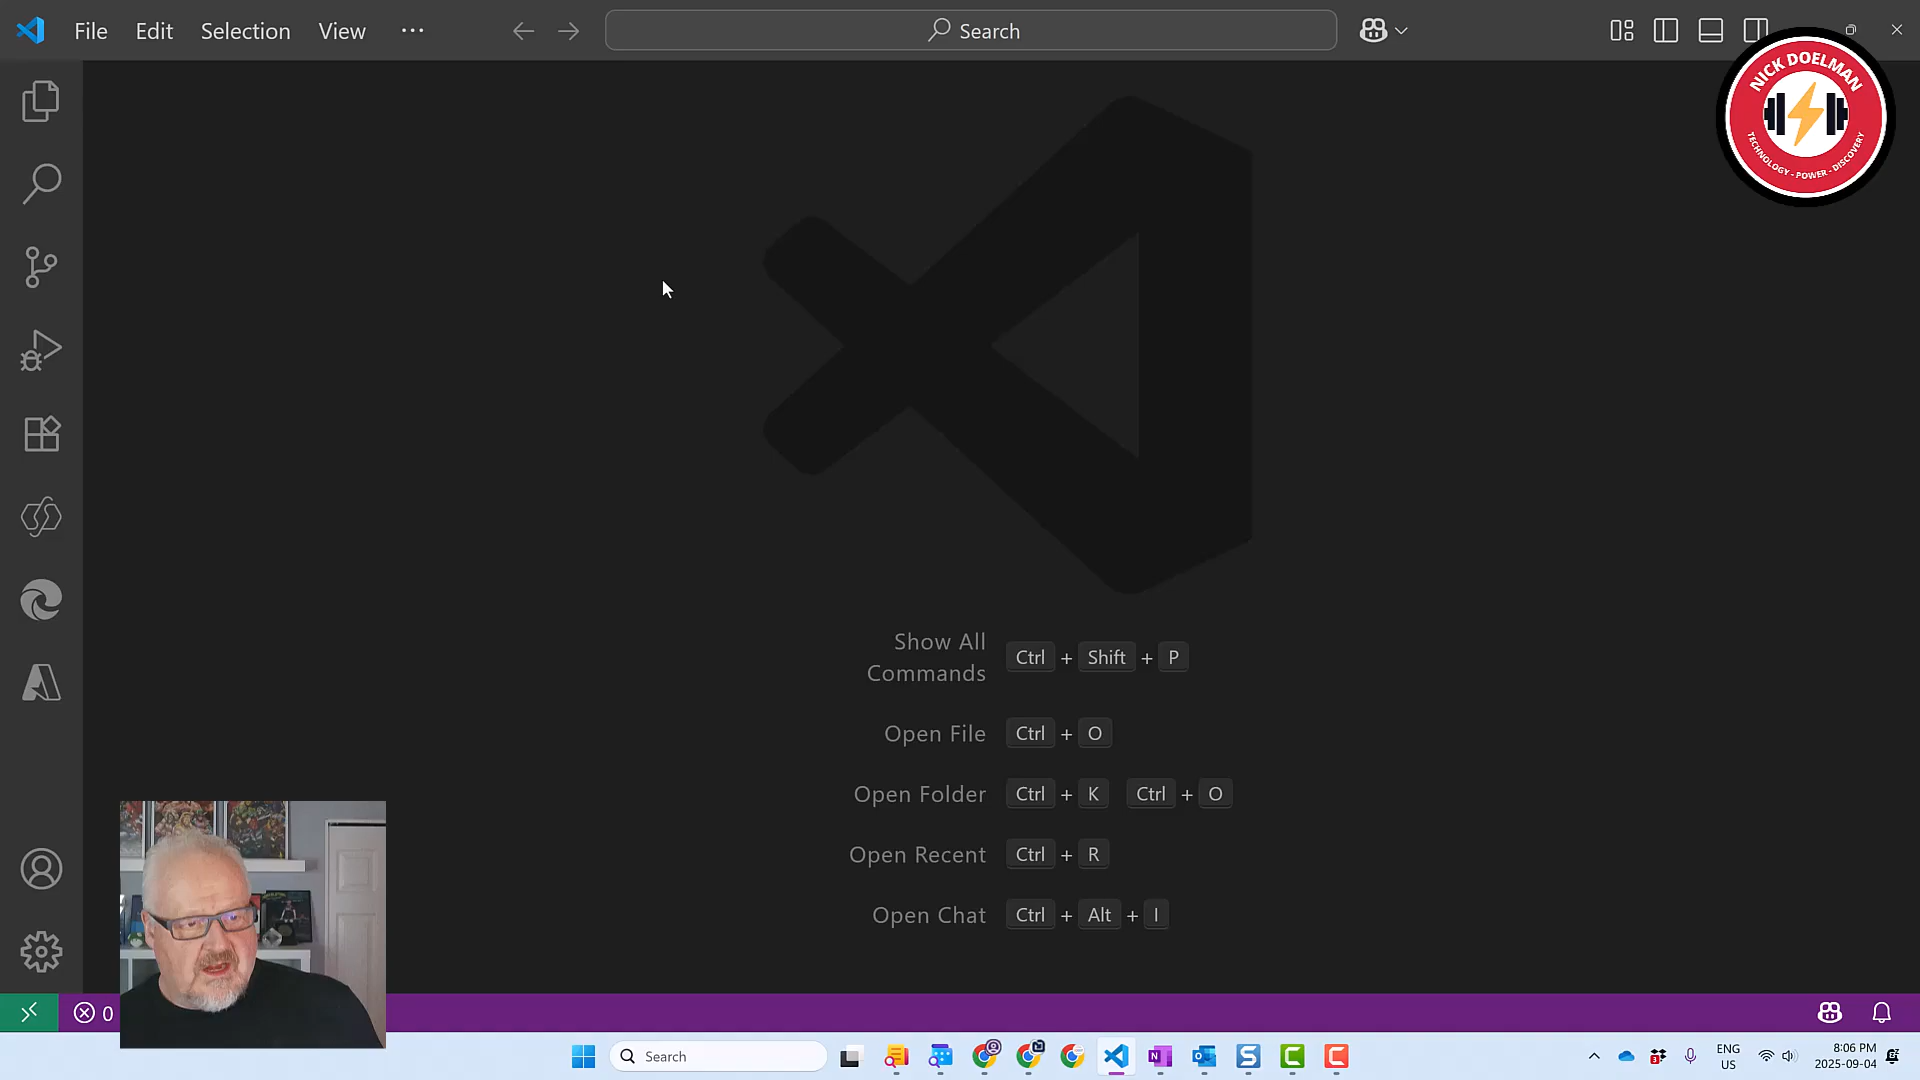 File Edit Selection View ···
Search
NICK DOELMAN
TECHNOLOGY - POWER - DISCOVERY
Show All
Commands
Ctrl + Shift + P
Open File Ctrl + O
Open Folder Ctrl + K Ctrl + O
Open Recent Ctrl + R
Open Chat Ctrl + Alt + I
0
Search
ENG
US
8:06 PM
2025-09-04